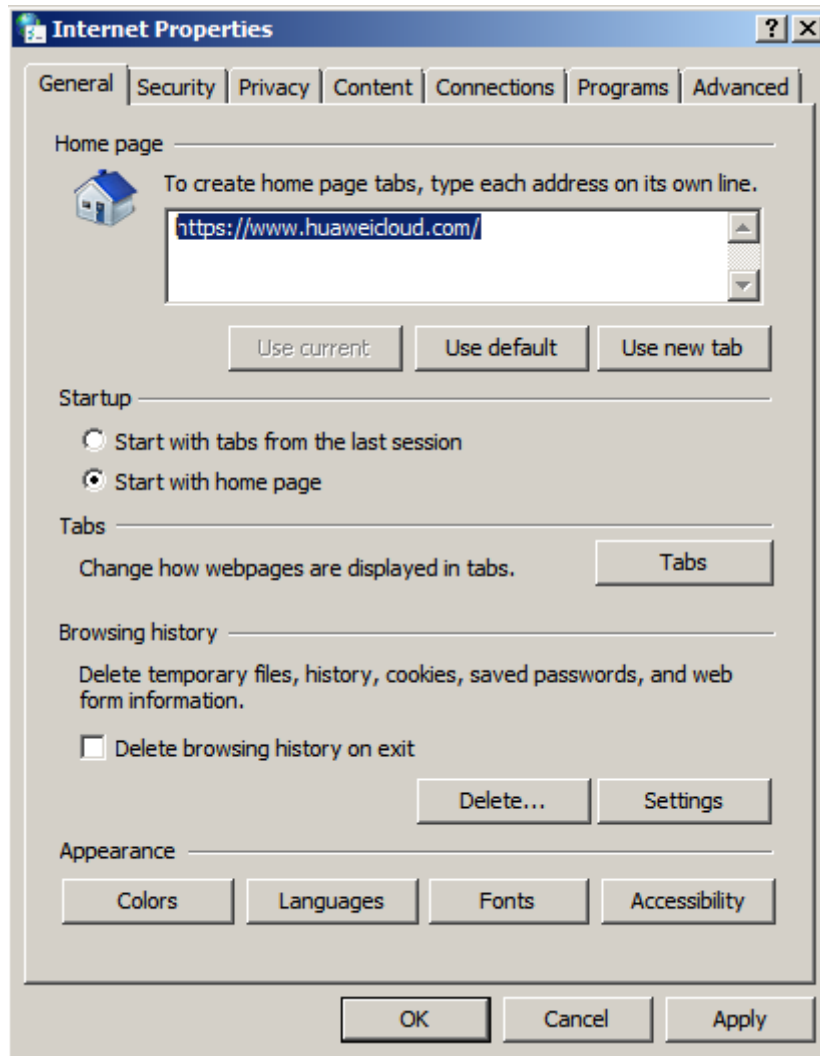 Internet Properties
General Security Privacy Content Connections Programs Advanced
Home page
To create home page tabs, type each address on its own line.
https://www.huaweicloud.com/
Use current Use default Use new tab
Startup
Start with tabs from the last session
Start with home page
Tabs
Change how webpages are displayed in tabs. Tabs
Browsing history
Delete temporary files, history, cookies, saved passwords, and web
form information.
Delete browsing history on exit
Delete... Settings
Appearance
Colors Languages Fonts Accessibility
OK Cancel Apply